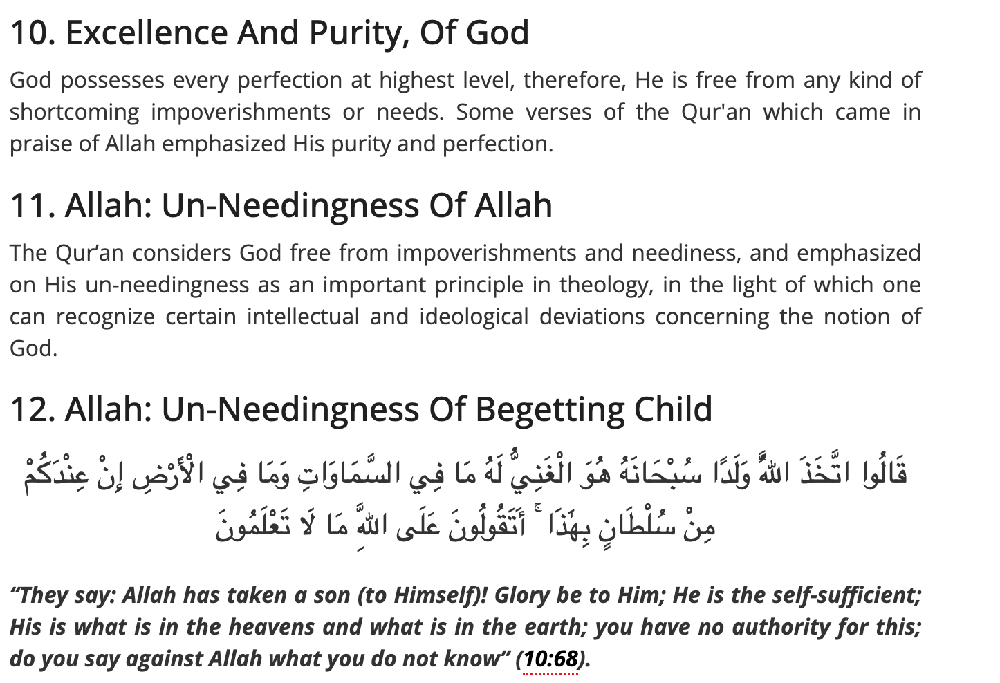 10. Excellence And Purity, Of God
God possesses every perfection at highest level, therefore, He is free from any kind of
shortcoming impoverishments or needs. Some verses of the Qur'an which came in
praise of Allah emphasized His purity and perfection.
11. Allah: Un-Needingness Of Allah
The Qur’an considers God free from impoverishments and neediness, and emphasized
on His un-needingness as an important principle in theology, in the light of which one
can recognize certain intellectual and ideological deviations concerning the notion of
God.
12. Allah: Un-Needingness Of Begetting Child
قَالُوا اتَّخَذَ اللهُ وَلَدًا سُبْحَانَهُ هُوَ الْغَنِيُّ لَهُ مَا فِي السَّمَاوَاتِ وَمَا فِي الْأَرْضِ إِنْ عِنْدَكُمْ
مِنْ سُلْطَانٍ بِهَٰذَا ۚ أَتَقُولُونَ عَلَى اللهِ مَا لَا تَعْلَمُونَ
“They say: Allah has taken a son (to Himself)! Glory be to Him; He is the self-sufficient;
His is what is in the heavens and what is in the earth; you have no authority for this;
do you say against Allah what you do not know” (10:68).